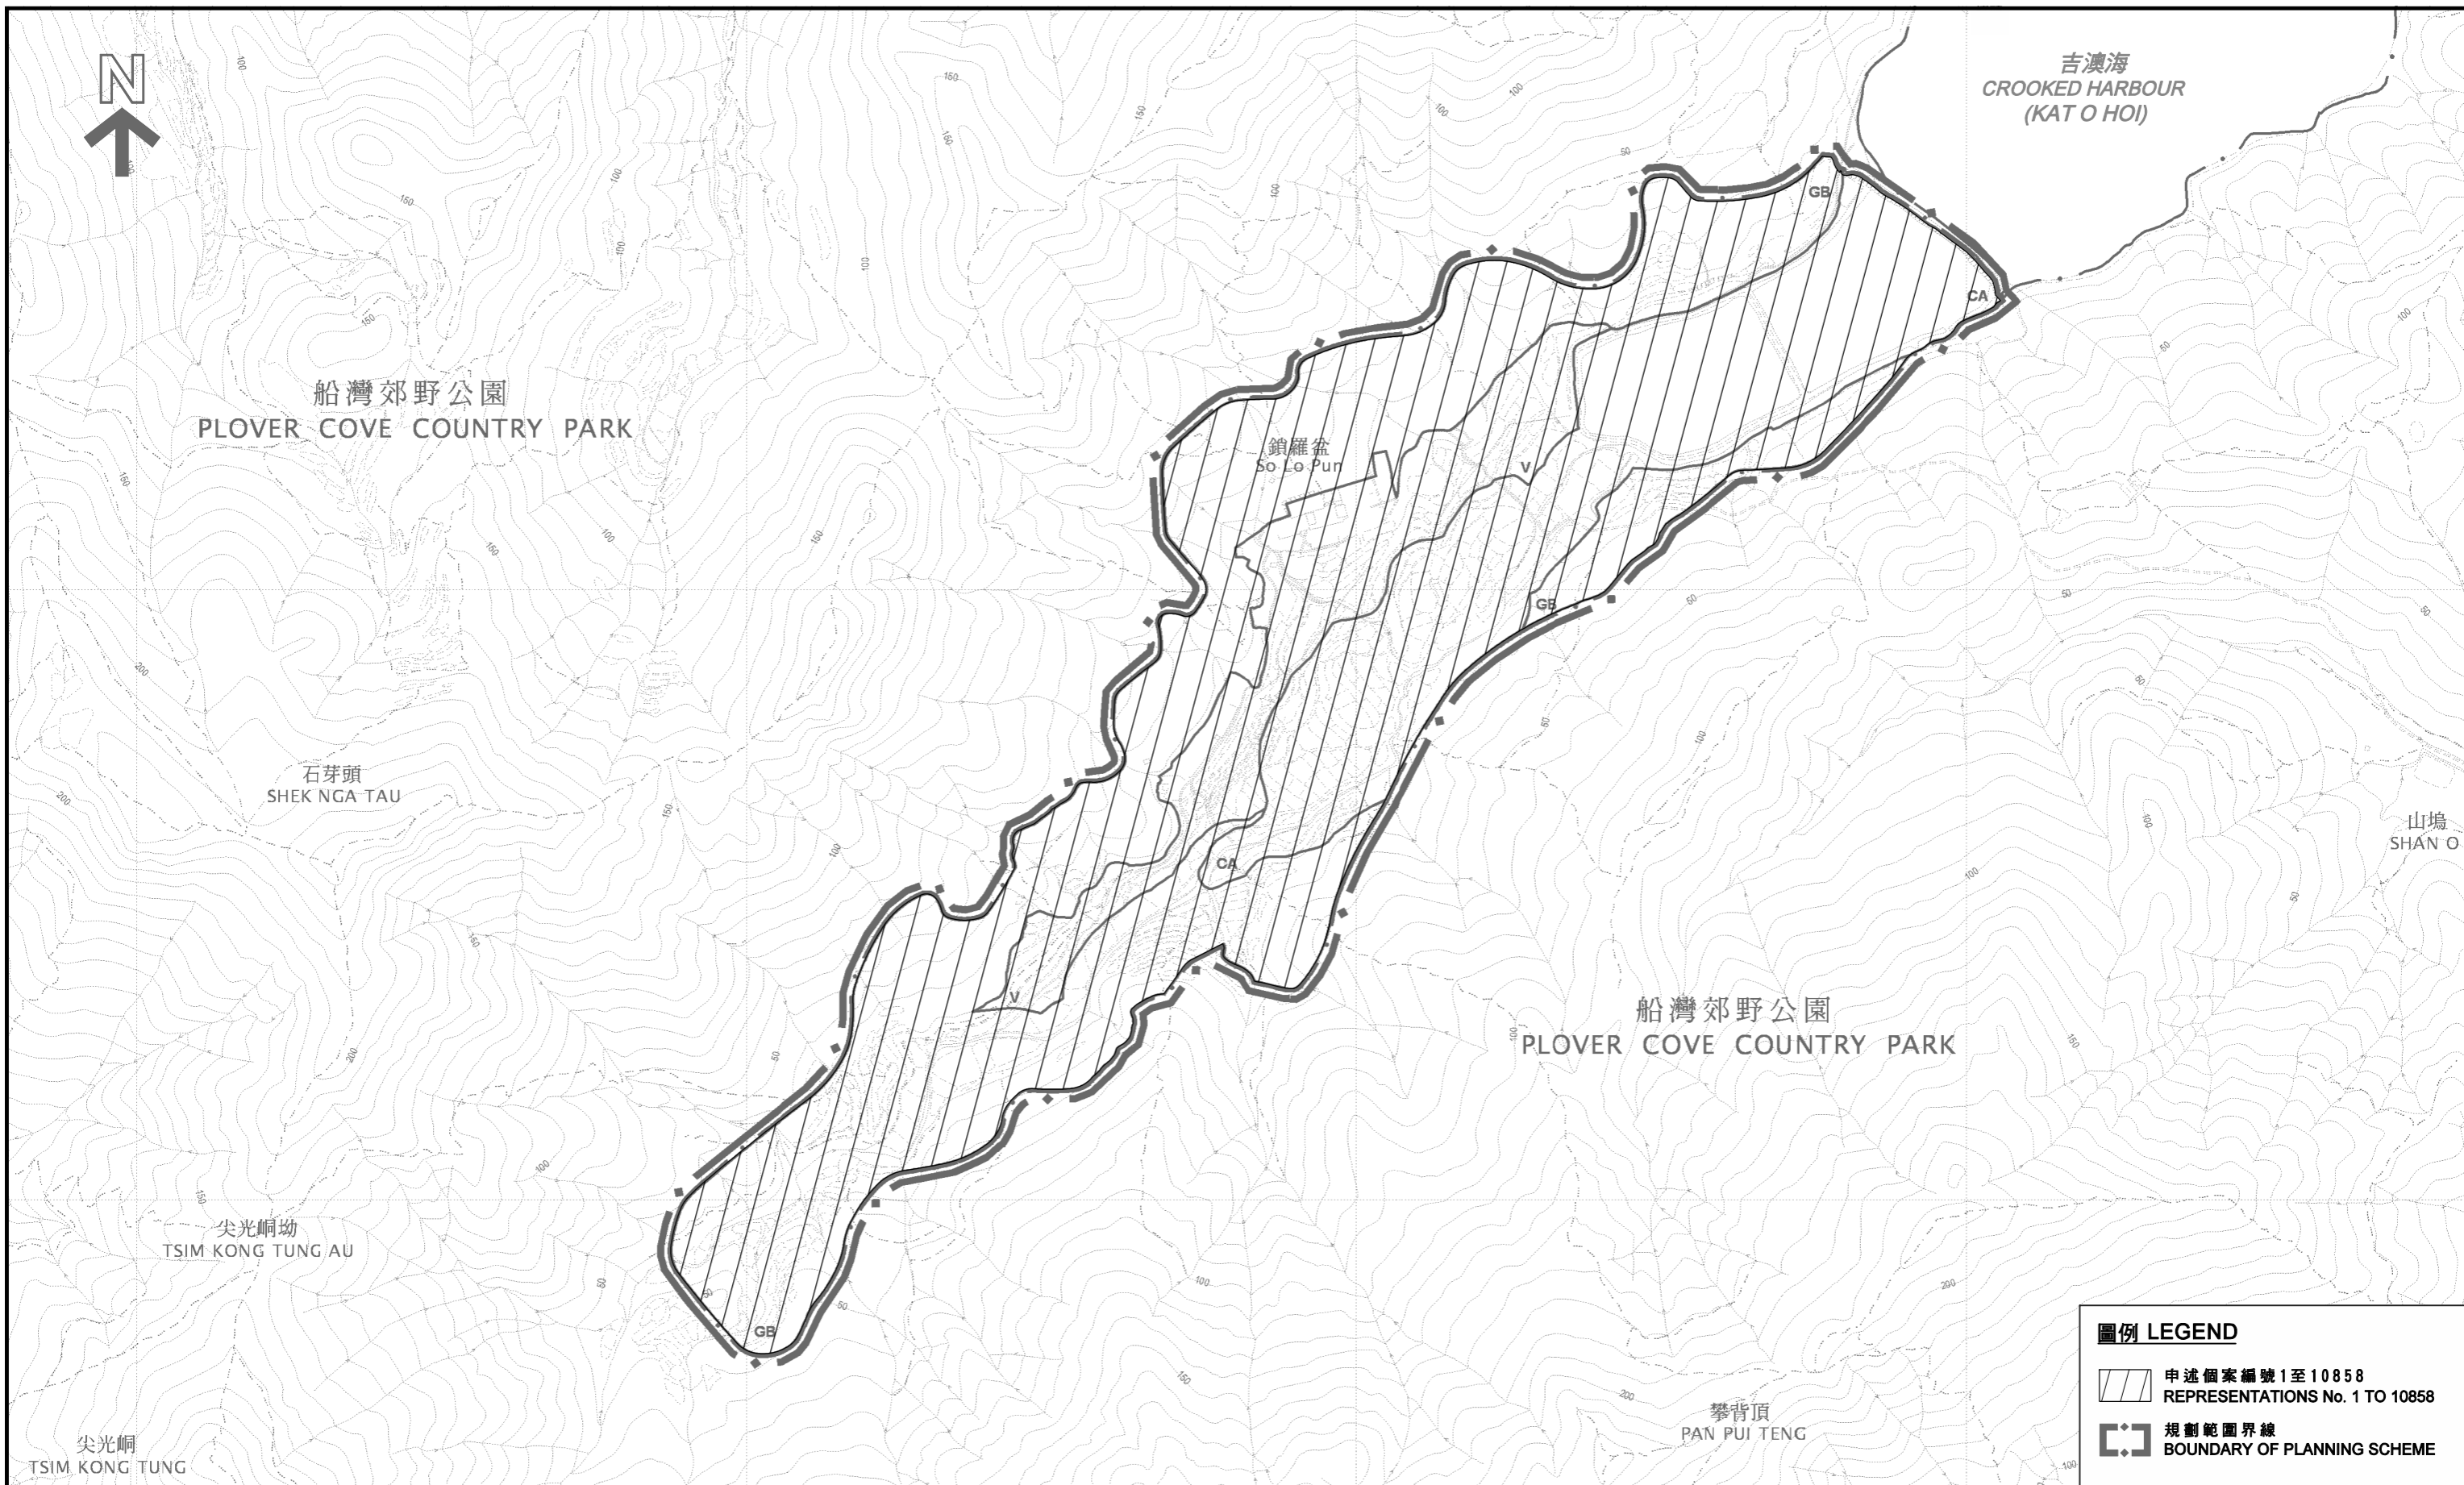 N
吉澳海
CROOKED HARBOUR
(KAT O HOI)
GB
CA
船灣郊野公園
PLOVER COVE COUNTRY PARK
鎖羅盆
So Lo Pun
V
GB
石芽頭
SHEK NGA TAU
山塢
SHAN O
CA
V
船灣郊野公園
PLOVER COVE COUNTRY PARK
尖光峒坳
TSIM KONG TUNG AU
GB
攀背頂
PAN PUI TENG
尖光峒
TSIM KONG TUNG
圖例 LEGEND
申述個案編號1至10858
REPRESENTATIONS No. 1 TO 10858
規劃範圍界線
BOUNDARY OF PLANNING SCHEME